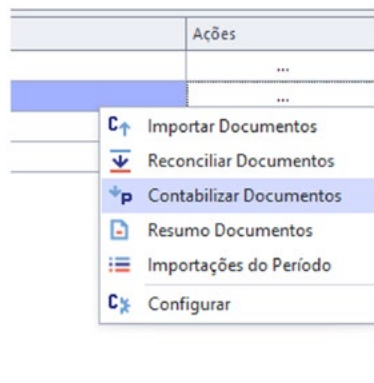 Ações
...
...
Importar Documentos
Reconciliar Documentos
Contabilizar Documentos
Resumo Documentos
Importações do Período
Configurar